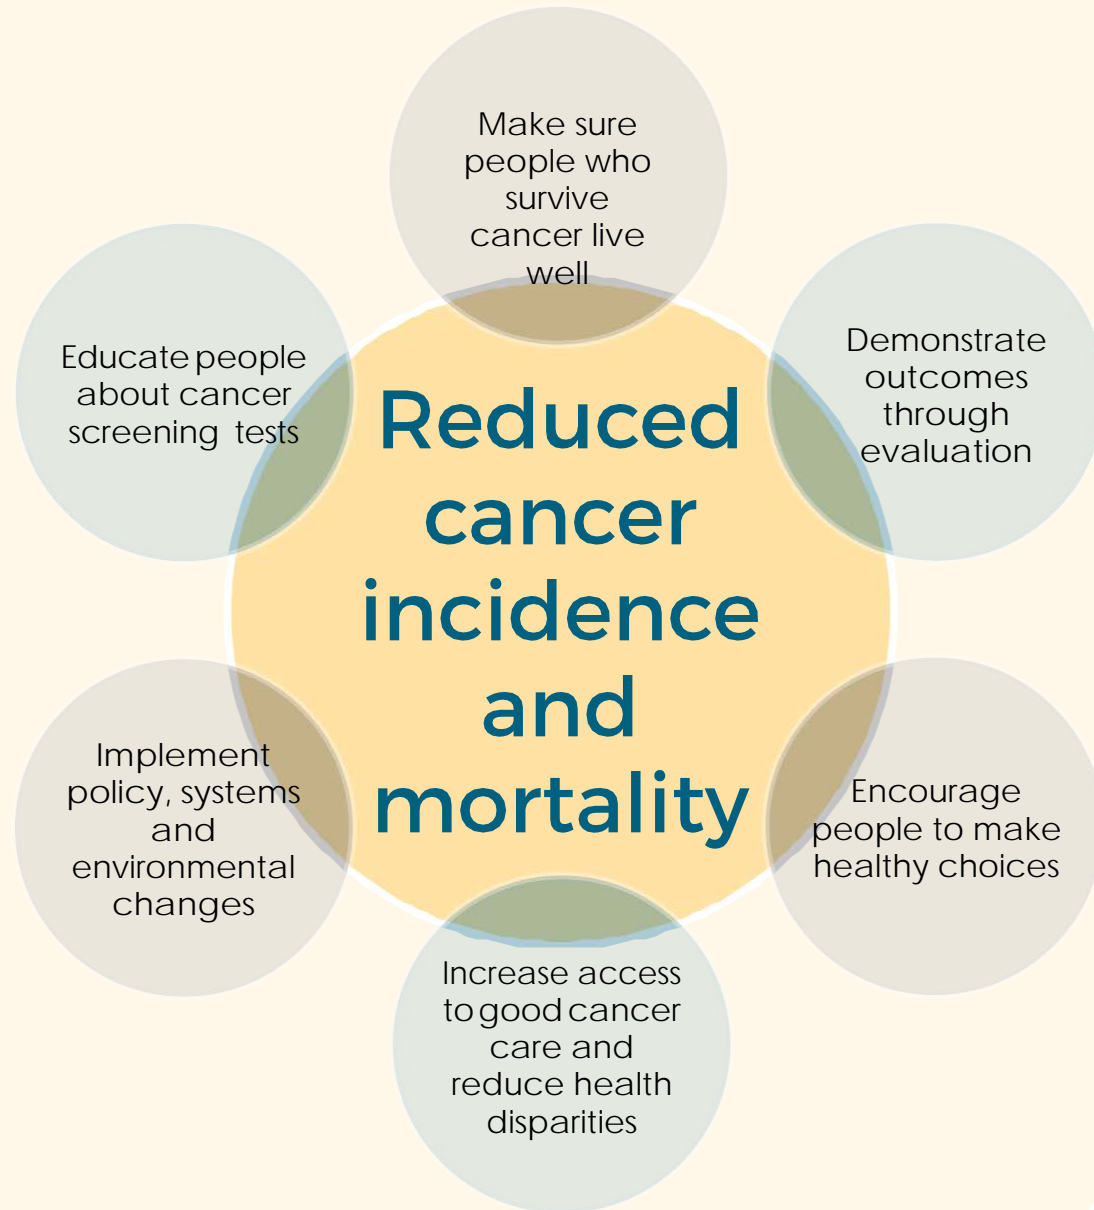 Make sure
people who
survive
cancer live
well
Demonstrate
outcomes
through
evaluation
Encourage
people to make
healthy choices
Increase access
to good cancer
care and
reduce health
disparities
Implement
policy, systems
and
environmental
changes
Educate people
about cancer
screening tests
Reduced
cancer
incidence
and
mortality